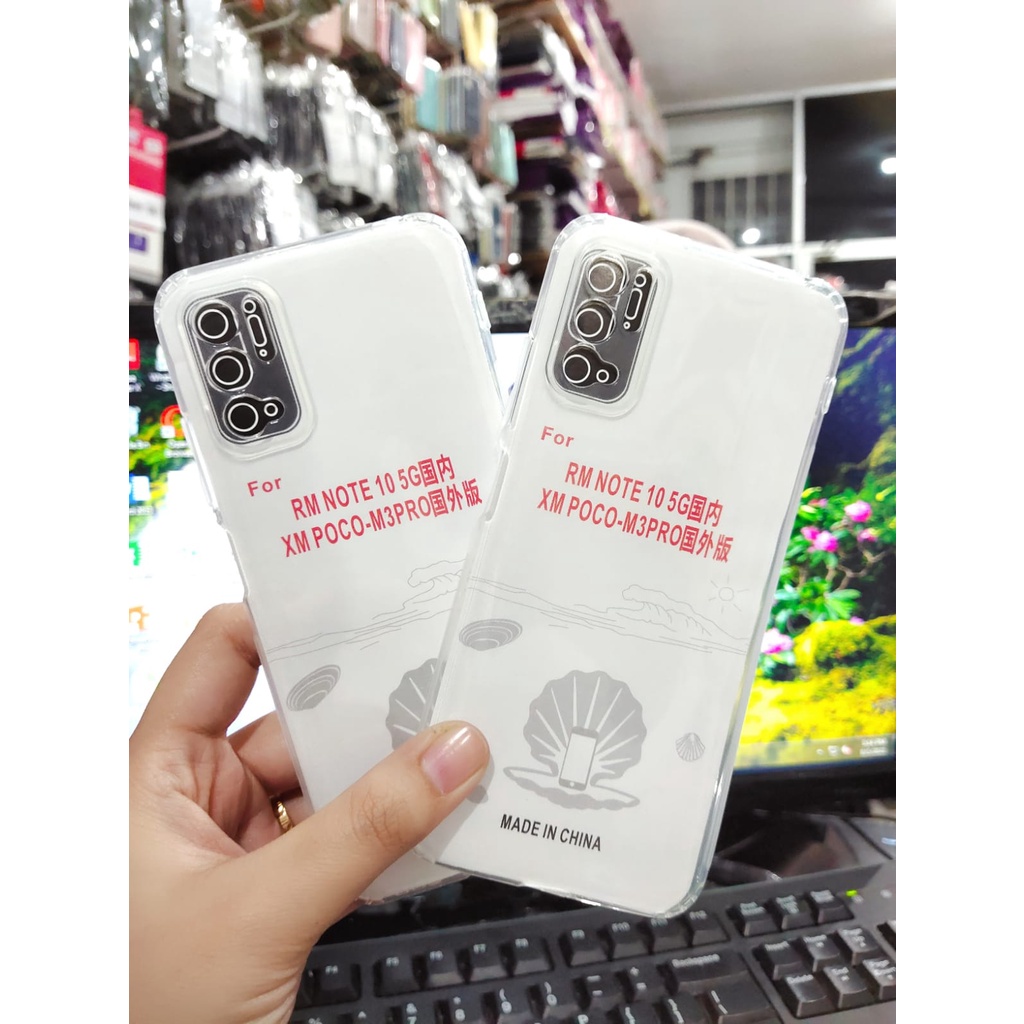 For
RM NOTE 10 5G国内
XM POCO-M3PRO国外版
For
RM NOTE 10 5G国内
XM POCO-M3PRO国外版
MADE IN CHINA